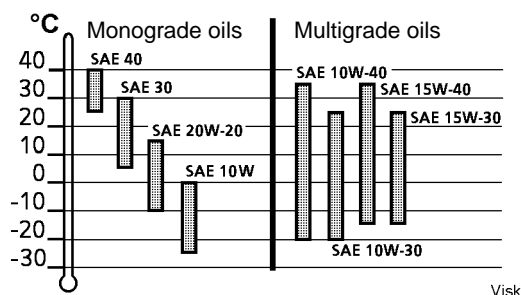 °C
Monograde oils
Multigrade oils
40
30
20
10
0
-10
-20
-30
SAE 40
SAE 30
SAE 20W-20
SAE 10W
SAE 10W-40
SAE 15W-40
SAE 15W-30
SAE 10W-30
Visk